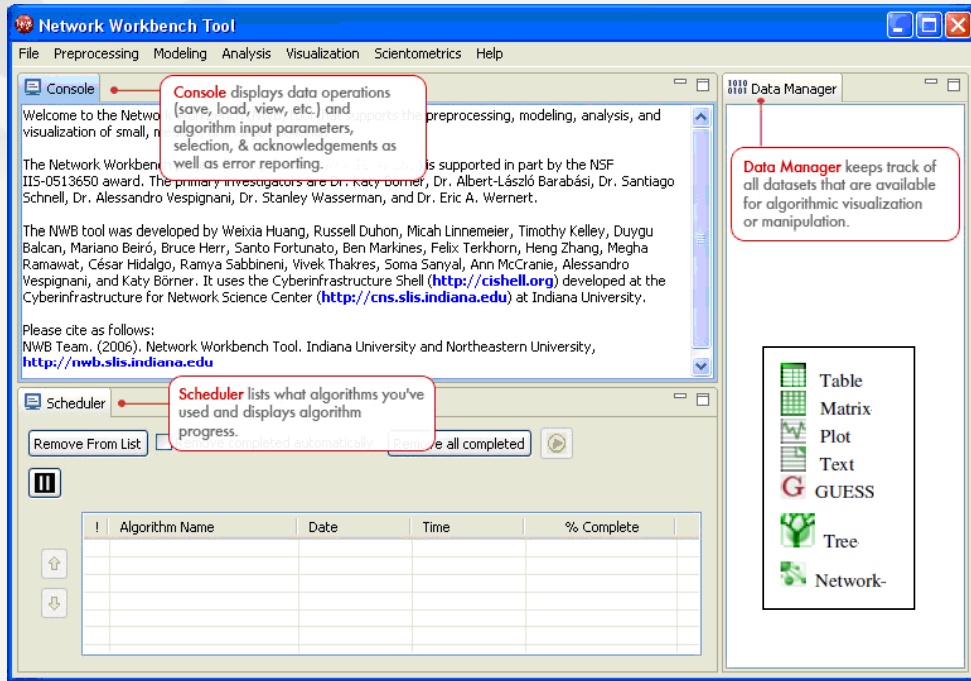 Network Workbench Tool
File Preprocessing Modeling Analysis Visualization Scientometrics Help
Console
Console displays data operations
(save, load, view, etc.) and
algorithm input parameters,
selection, & acknowledgements as
well as error reporting.
Welcome to the Network supports the preprocessing, modeling, analysis, and
visualization of small, m
The Network Workbench is supported in part by the NSF
IIS-0513650 award. The primary investigators are Dr. Katy Börner, Dr. Albert-László Barabási, Dr. Santiago
Schnell, Dr. Alessandro Vespignani, Dr. Stanley Wasserman, and Dr. Eric A. Wernert.
The NWB tool was developed by Weixia Huang, Russell Duhon, Micah Linnemeier, Timothy Kelley, Duygu
Balcan, Mariano Beiró, Bruce Herr, Santo Fortunato, Ben Markines, Felix Terkhorn, Heng Zhang, Megha
Ramawat, César Hidalgo, Ramya Sabbineni, Vivek Thakres, Soma Sanyal, Ann McCranie, Alessandro
Vespignani, and Katy Börner. It uses the Cyberinfrastructure Shell (http://cishell.org) developed at the
Cyberinfrastructure for Network Science Center (http://cns.slis.indiana.edu) at Indiana University.
Please cite as follows:
NWB Team. (2006). Network Workbench Tool. Indiana University and Northeastern University,
http://nwb.slis.indiana.edu
Scheduler
Scheduler lists what algorithms you've
used and displays algorithm
progress.
Remove From List Remove completed automatically Remove all completed
! Algorithm Name Date Time % Complete
Data Manager
Data Manager keeps track of
all datasets that are available
for algorithmic visualization
or manipulation.
Table
Matrix
Plot
Text
G GUESS
Tree
Network